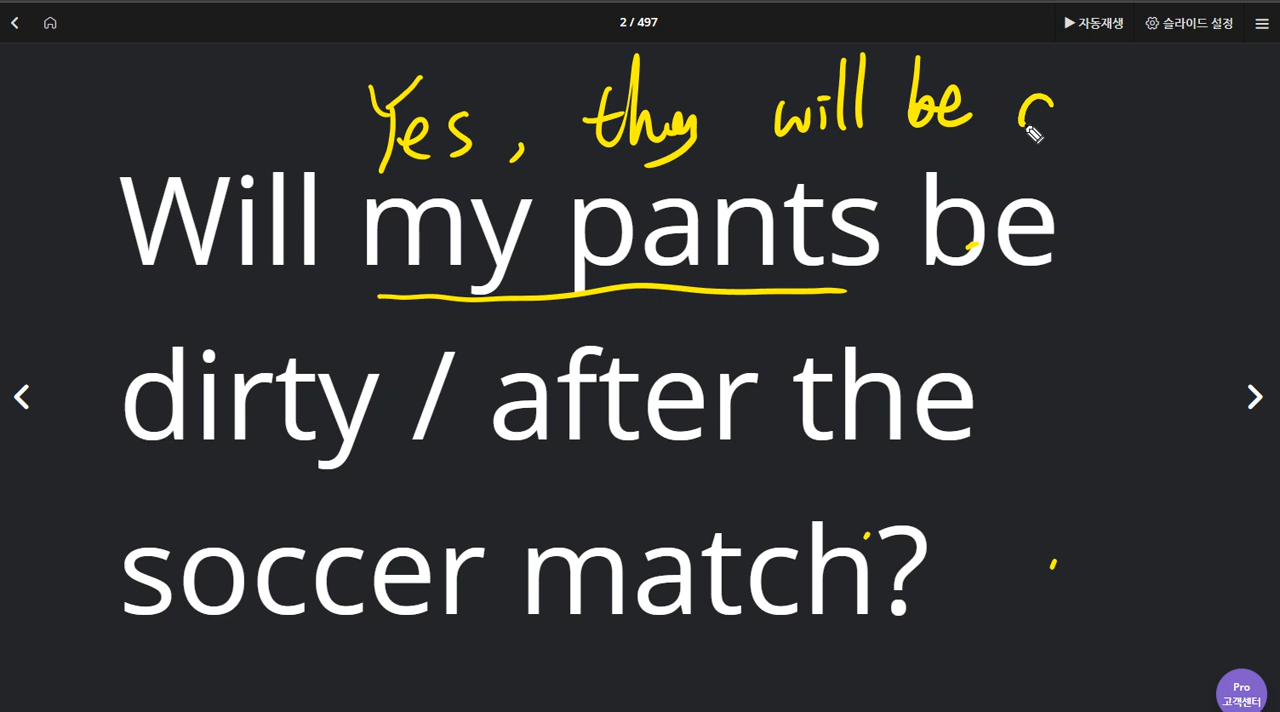 2 / 497
자동재생
슬라이드 설정
Yes, they will be
Will my pants be
dirty / after the
soccer match?
Pro
고객센터